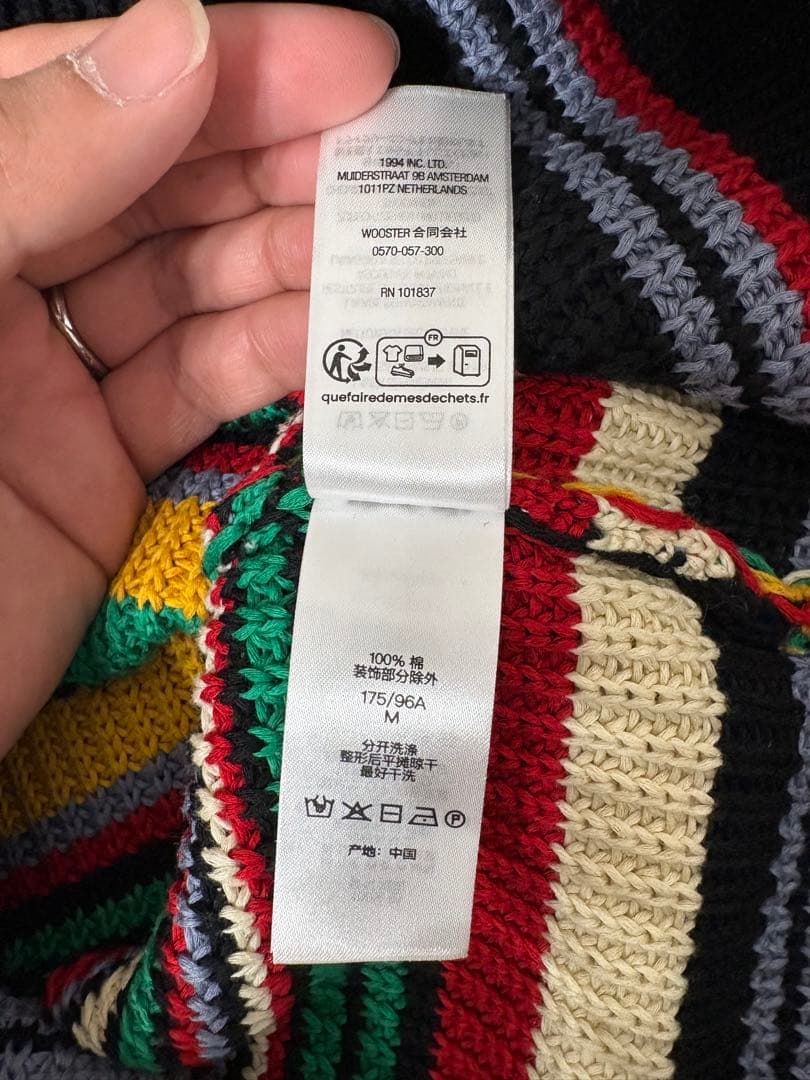 1994 INC. LTD.
MUIDERSTRAAT 9B AMSTERDAM
1011PZ NETHERLANDS
WOOSTER 合同会社
0570-057-300
RN 101837
FR
quefairedemesdechets.fr
100% 棉
装饰部分除外
175/96A
M
分开洗涤
整形后平摊晾干
最好干洗
P
产地: 中国